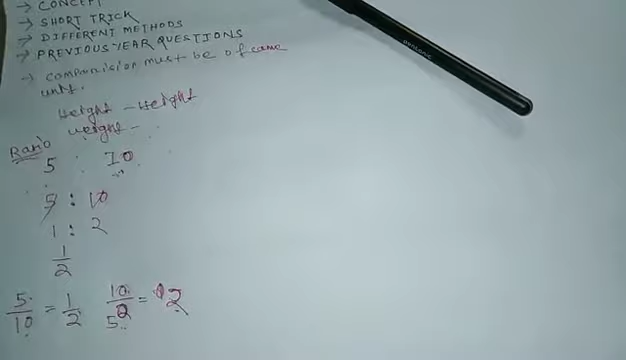 → CONCEPT
→ SHORT TRICK
→ DIFFERENT METHODS
→ PREVIOUS YEAR QUESTIONS
→ comparision must be of same
unit.
Height - Height
weight -
Ratio
5 : 10
5 : 10
1 : 2
1/2
5/10 = 1/2 10/5 = 2